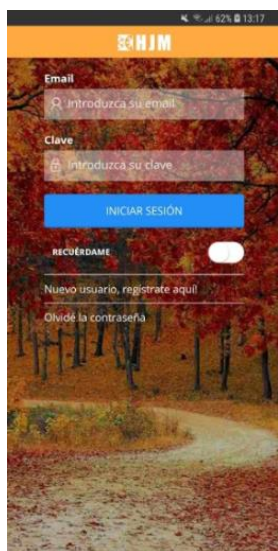 62% 13:17
HJM
Email
Introduzca su email
Clave
Introduzca su clave
INICIAR SESIÓN
RECUÉRDAME
Nuevo usuario, registrate aquí!
Olvidé la contraseña